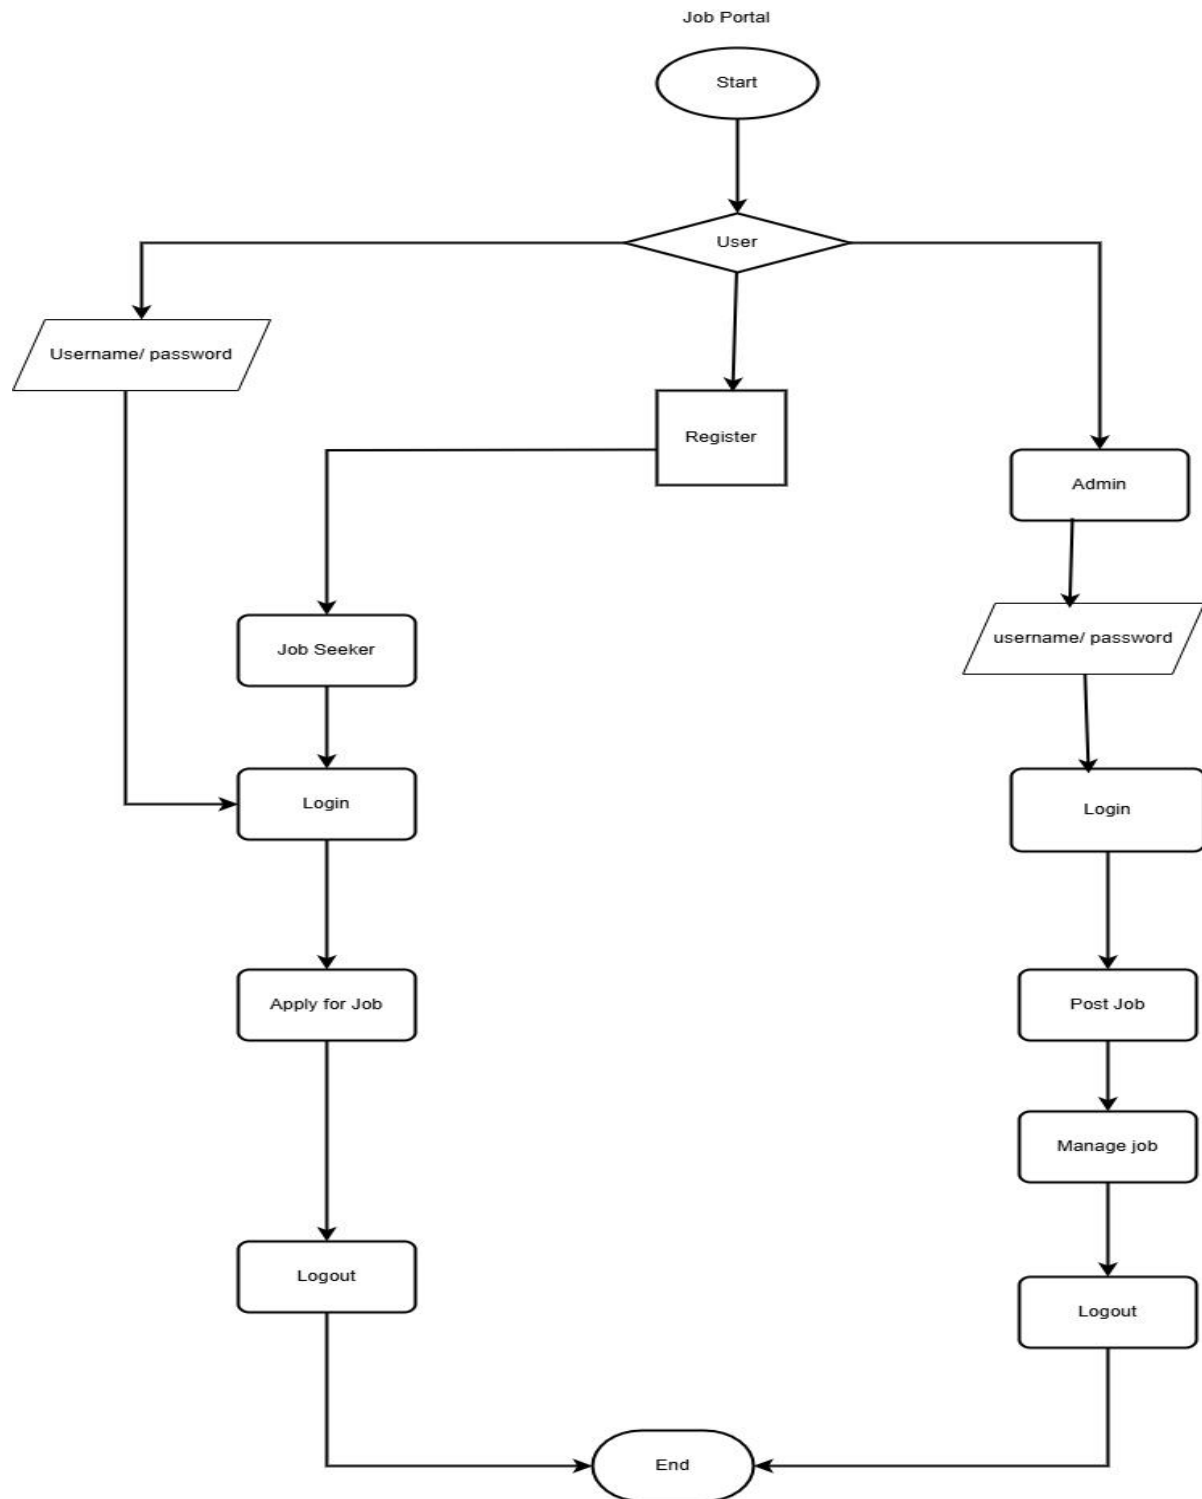 Job Portal
Start
User
Username/ password
Register
Admin
username/ password
Job Seeker
Login
Login
Apply for Job
Post Job
Manage job
Logout
Logout
End